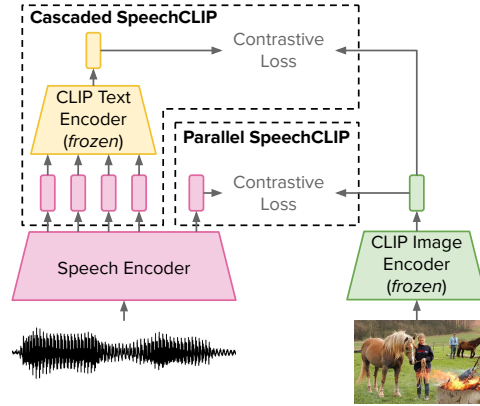 Cascaded SpeechCLIP
Contrastive
Loss
CLIP Text
Encoder
(frozen)
Parallel SpeechCLIP
Contrastive
Loss
Speech Encoder
CLIP Image
Encoder
(frozen)